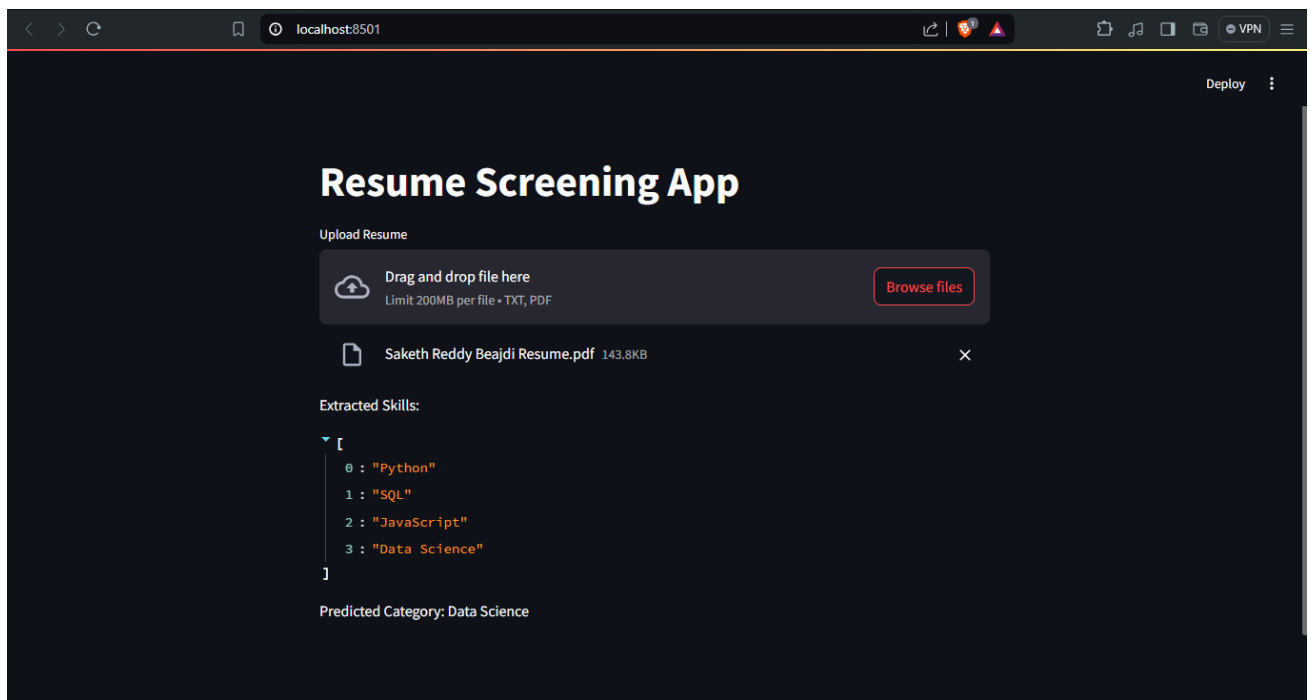 localhost:8501
1
VPN
Deploy
Resume Screening App
Upload Resume
Drag and drop file here
Limit 200MB per file • TXT, PDF
Browse files
Saketh Reddy Beajdi Resume.pdf 143.8KB
Extracted Skills:
[
0 : "Python"
1 : "SQL"
2 : "JavaScript"
3 : "Data Science"
]
Predicted Category: Data Science